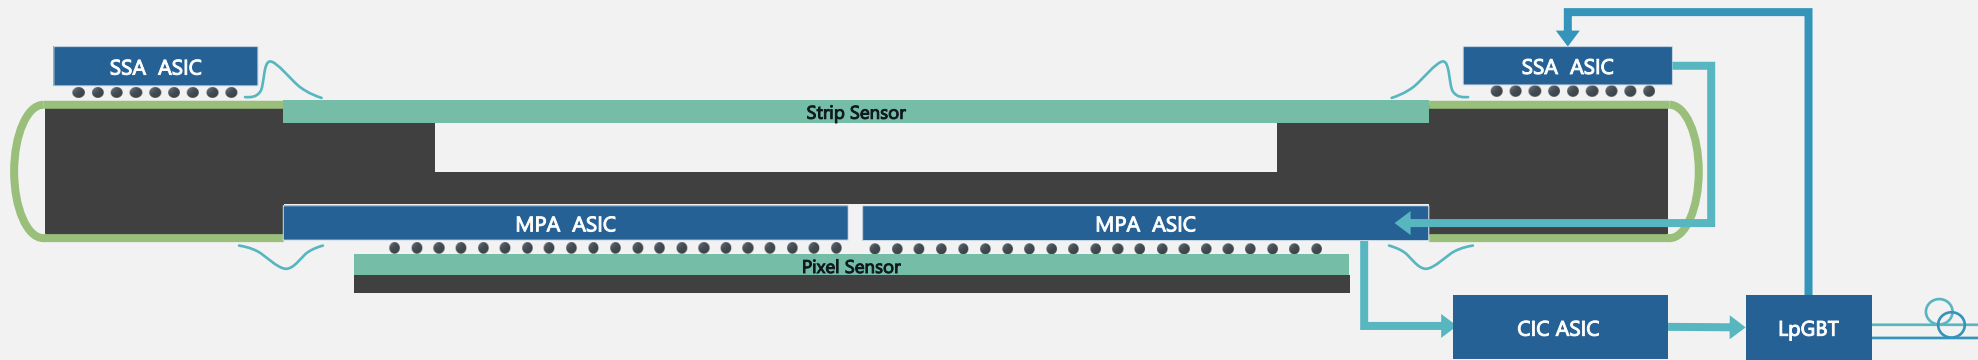 SSA ASIC
SSA ASIC
Strip Sensor
MPA ASIC
MPA ASIC
Pixel Sensor
CIC ASIC
LpGBT